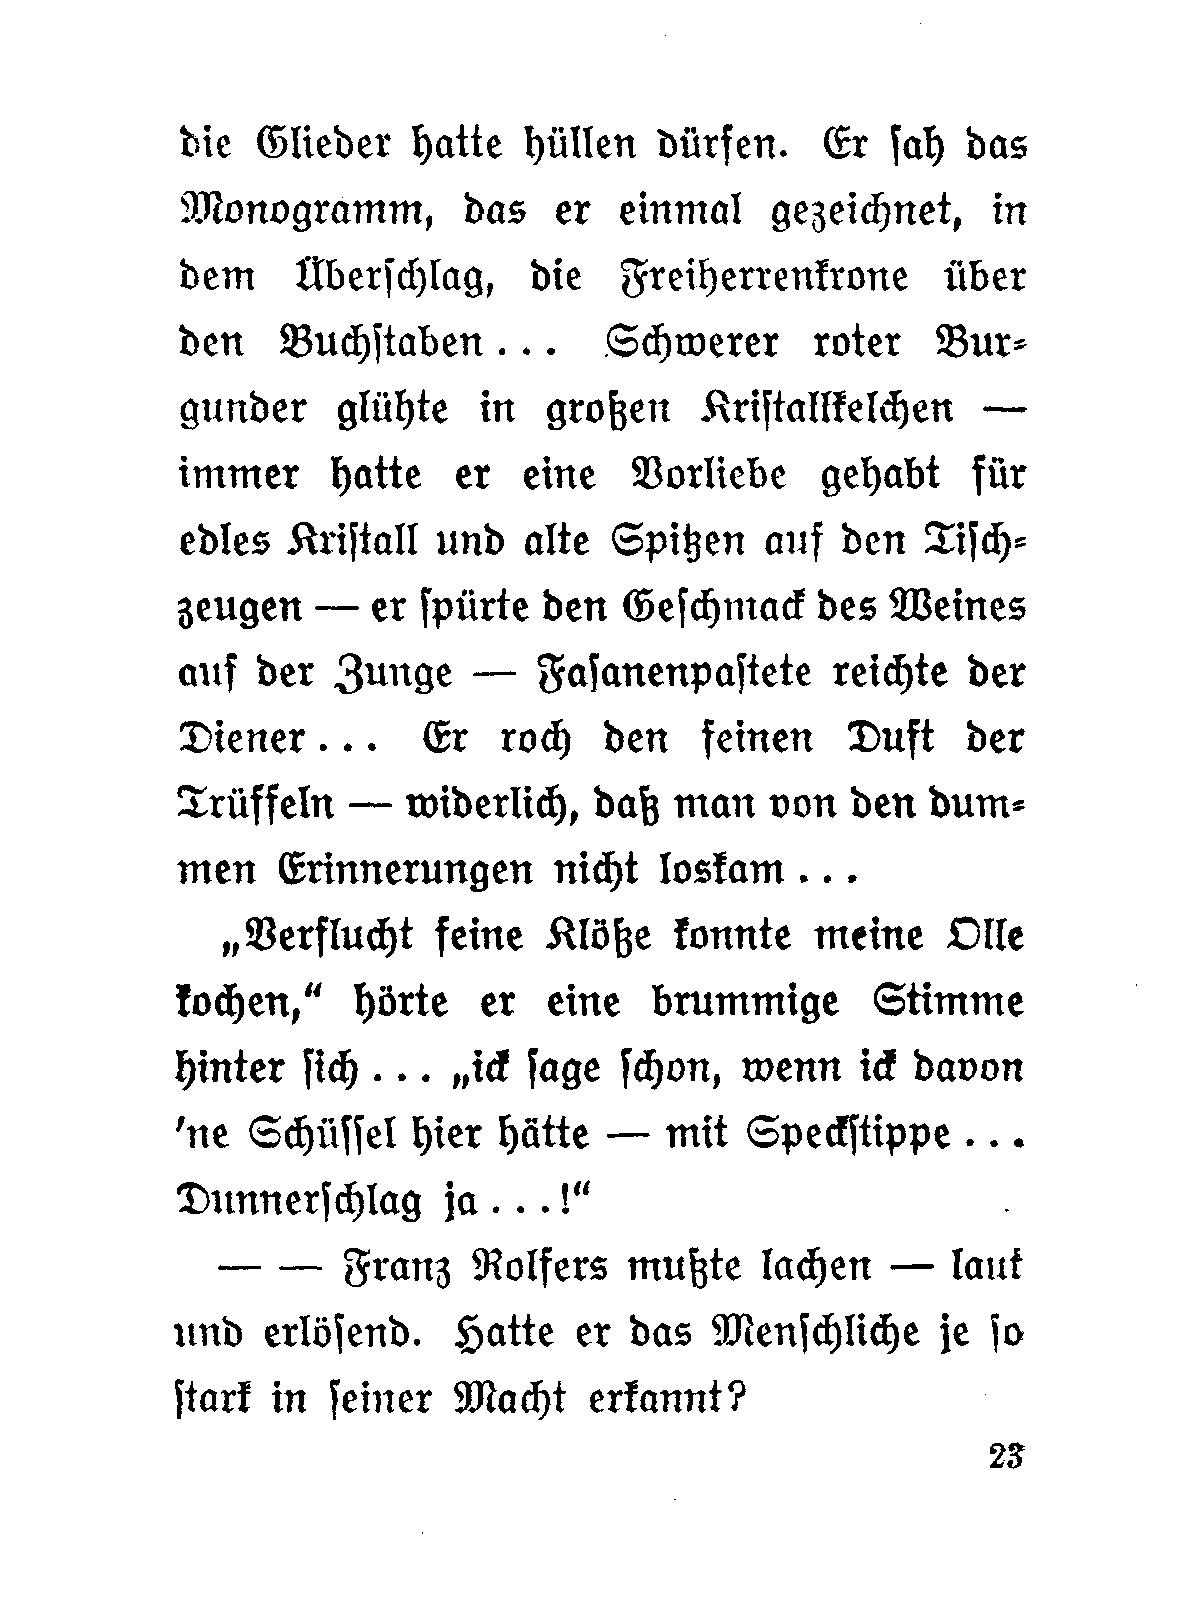 die Glieder hatte hüllen dürfen. Er sah das
Monogramm, das er einmal gezeichnet, in
dem Überschlag, die Freiherrenkrone über
den Buchstaben... Schwerer roter Bur-
gunder glühte in großen Kristallkelchen —
immer hatte er eine Vorliebe gehabt für
edles Kristall und alte Spitzen auf den Tisch-
zeugen — er spürte den Geschmack des Weines
auf der Zunge — Fasanenpastete reichte der
Diener... Er roch den feinen Duft der
Trüffeln — widerlich, daß man von den dum-
men Erinnerungen nicht loskam...
„Verflucht feine Klöße konnte meine Olle
kochen,“ hörte er eine brummige Stimme
hinter sich... „ick sage schon, wenn ick davon
'ne Schüssel hier hätte — mit Speckstippe...
Dunnerschlag ja...!“
— — Franz Rolfers mußte lachen — laut
und erlösend. Hatte er das Menschliche je so
stark in seiner Macht erkannt?
23